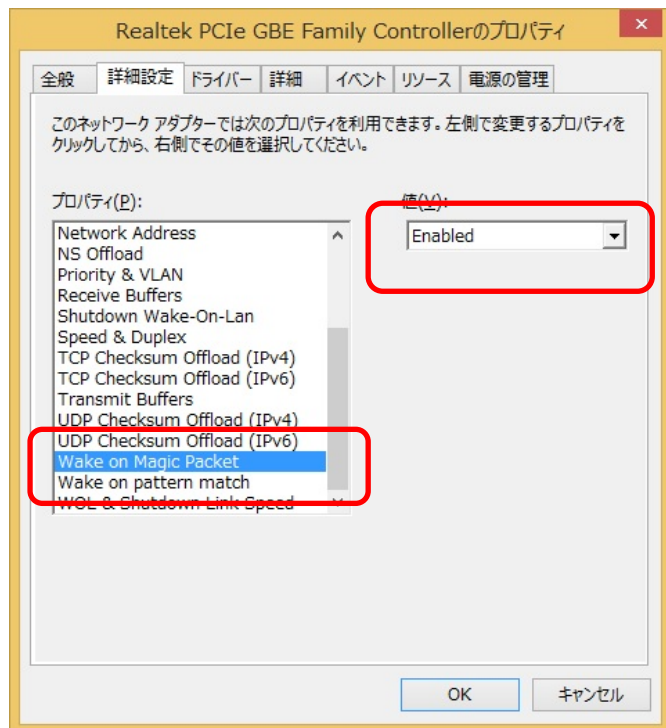 Realtek PCIe GBE Family Controllerのプロパティ
全般 詳細設定 ドライバー 詳細 イベント リソース 電源の管理
このネットワーク アダプターでは次のプロパティを利用できます。左側で変更するプロパティを
クリックしてから、右側でその値を選択してください。
プロパティ(P):
値(V):
Network Address
Enabled
NS Offload
Priority & VLAN
Receive Buffers
Shutdown Wake-On-Lan
Speed & Duplex
TCP Checksum Offload (IPv4)
TCP Checksum Offload (IPv6)
Transmit Buffers
UDP Checksum Offload (IPv4)
UDP Checksum Offload (IPv6)
Wake on Magic Packet
Wake on pattern match
WOL & Shutdown Link Speed
OK キャンセル